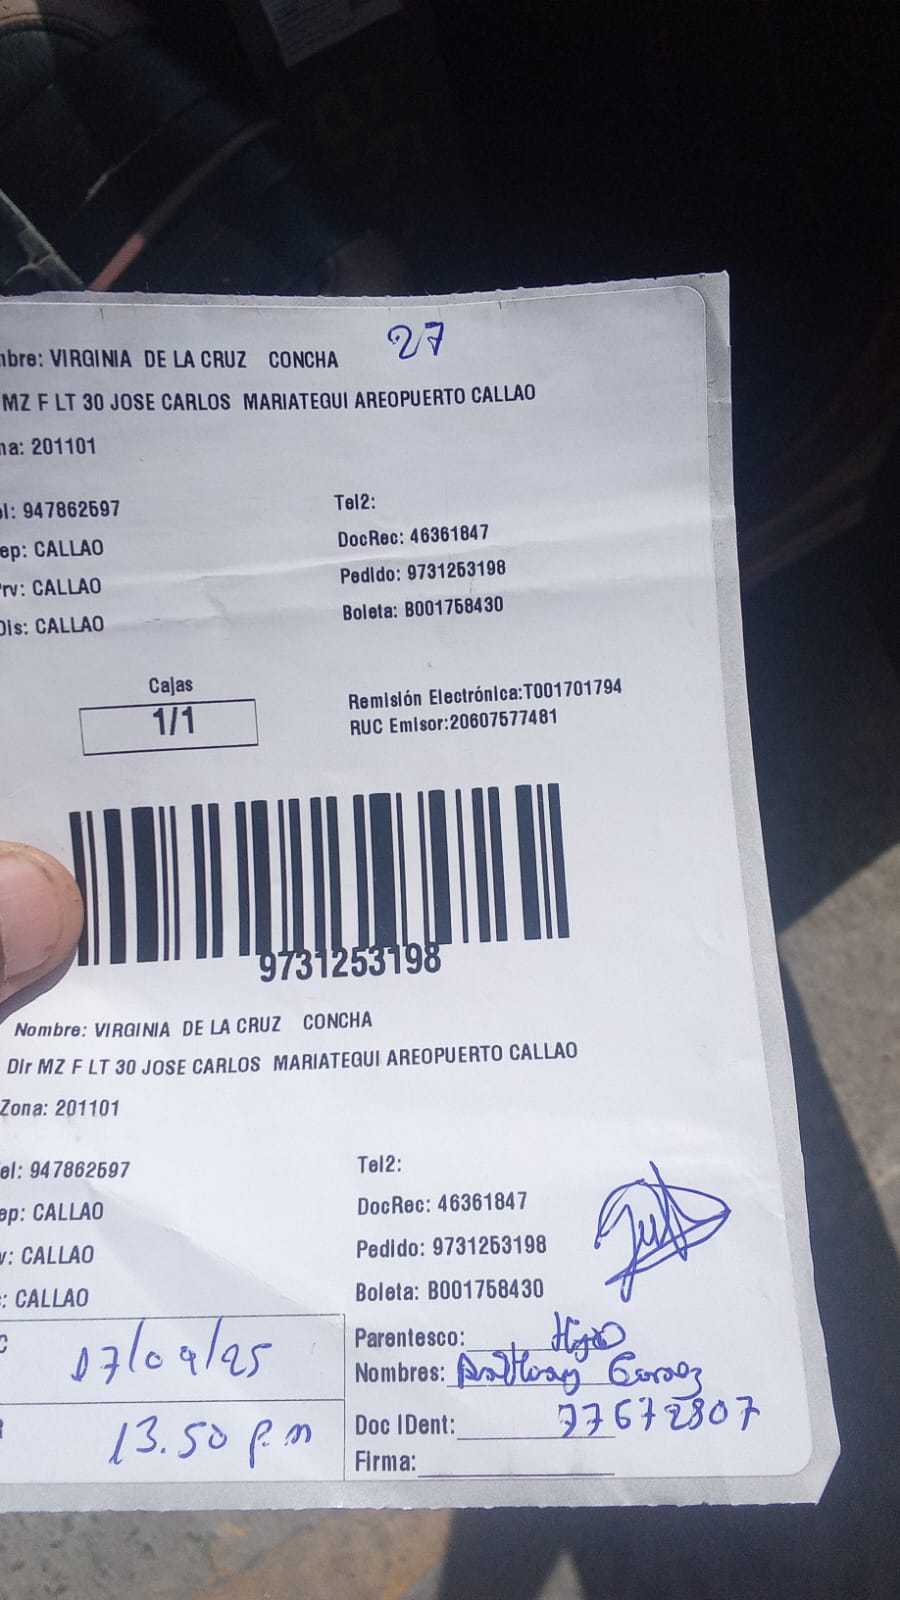 nbre: VIRGINIA DE LA CRUZ CONCHA 27
MZ F LT 30 JOSE CARLOS MARIATEGUI AREOPUERTO CALLAO
na: 201101
el: 947862597 Tel2:
ep: CALLAO DocRec: 46361847
Prv: CALLAO Pedido: 9731253198
Dis: CALLAO Boleta: B001758430
Cajas
1/1
Remisión Electrónica:T001701794
RUC Emisor:20607577481
9731253198
Nombre: VIRGINIA DE LA CRUZ CONCHA
Dir MZ F LT 30 JOSE CARLOS MARIATEGUI AREOPUERTO CALLAO
Zona: 201101
el: 947862597 Tel2:
ep: CALLAO DocRec: 46361847
v: CALLAO Pedido: 9731253198
: CALLAO Boleta: B001758430
Parentesco: Hijo
17/09/25 Nombres: Anthony
Doc IDent: 77672807
13.50 p.m
Firma: